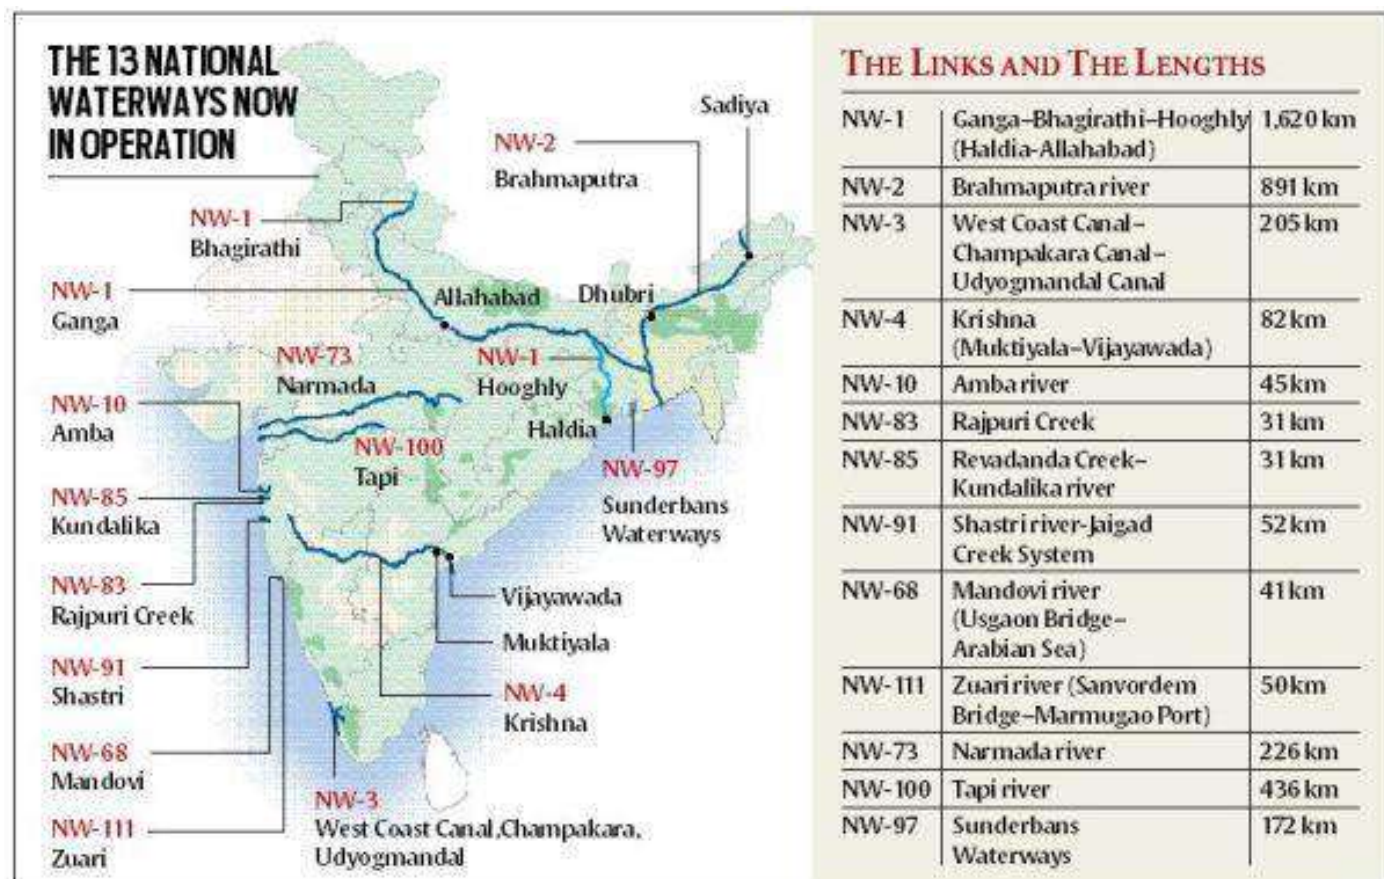 THE 13 NATIONAL
WATERWAYS NOW
IN OPERATION
Sadiya
NW-2
Brahmaputra
NW-1
Bhagirathi
NW-1
Ganga
Allahabad
Dhubri
NW-73
Narmada
NW-1
Hooghly
NW-10
Amba
Haldia
NW-100
Tapi
NW-97
Sunderbans
Waterways
NW-85
Kundalika
NW-83
Rajpuri Creek
Vijayawada
Muktiyala
NW-91
Shastri
NW-4
Krishna
NW-68
Mandovi
NW-3
West Coast Canal,Champakara,
Udyogmandal
NW-111
Zuari
THE LINKS AND THE LENGTHS
NW-1 Ganga–Bhagirathi–Hooghly 1,620 km
(Haldia-Allahabad)
NW-2 Brahmaputra river 891 km
NW-3 West Coast Canal– 205 km
Champakara Canal–
Udyogmandal Canal
NW-4 Krishna 82 km
(Muktiyala–Vijayawada)
NW-10 Amba river 45 km
NW-83 Rajpuri Creek 31 km
NW-85 Revadanda Creek– 31 km
Kundalika river
NW-91 Shastri river-Jaigad 52 km
Creek System
NW-68 Mandovi river 41 km
(Usgaon Bridge–
Arabian Sea)
NW-111 Zuari river (Sanvordem 50 km
Bridge–Marmugao Port)
NW-73 Narmada river 226 km
NW-100 Tapi river 436 km
NW-97 Sunderbans 172 km
Waterways